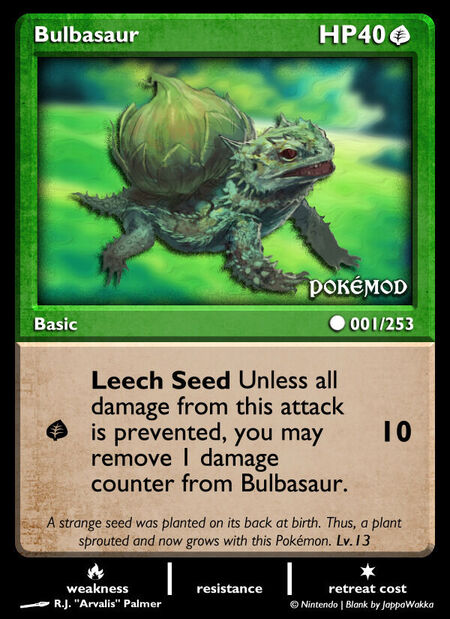 Bulbasaur HP40
POKÉMOD
Basic 001/253
Leech Seed Unless all
damage from this attack
is prevented, you may
remove 1 damage
counter from Bulbasaur.
10
A strange seed was planted on its back at birth. Thus, a plant
sprouted and now grows with this Pokémon. Lv.13
weakness resistance retreat cost
R.J. "Arvalis" Palmer © Nintendo | Blank by JappaWakka